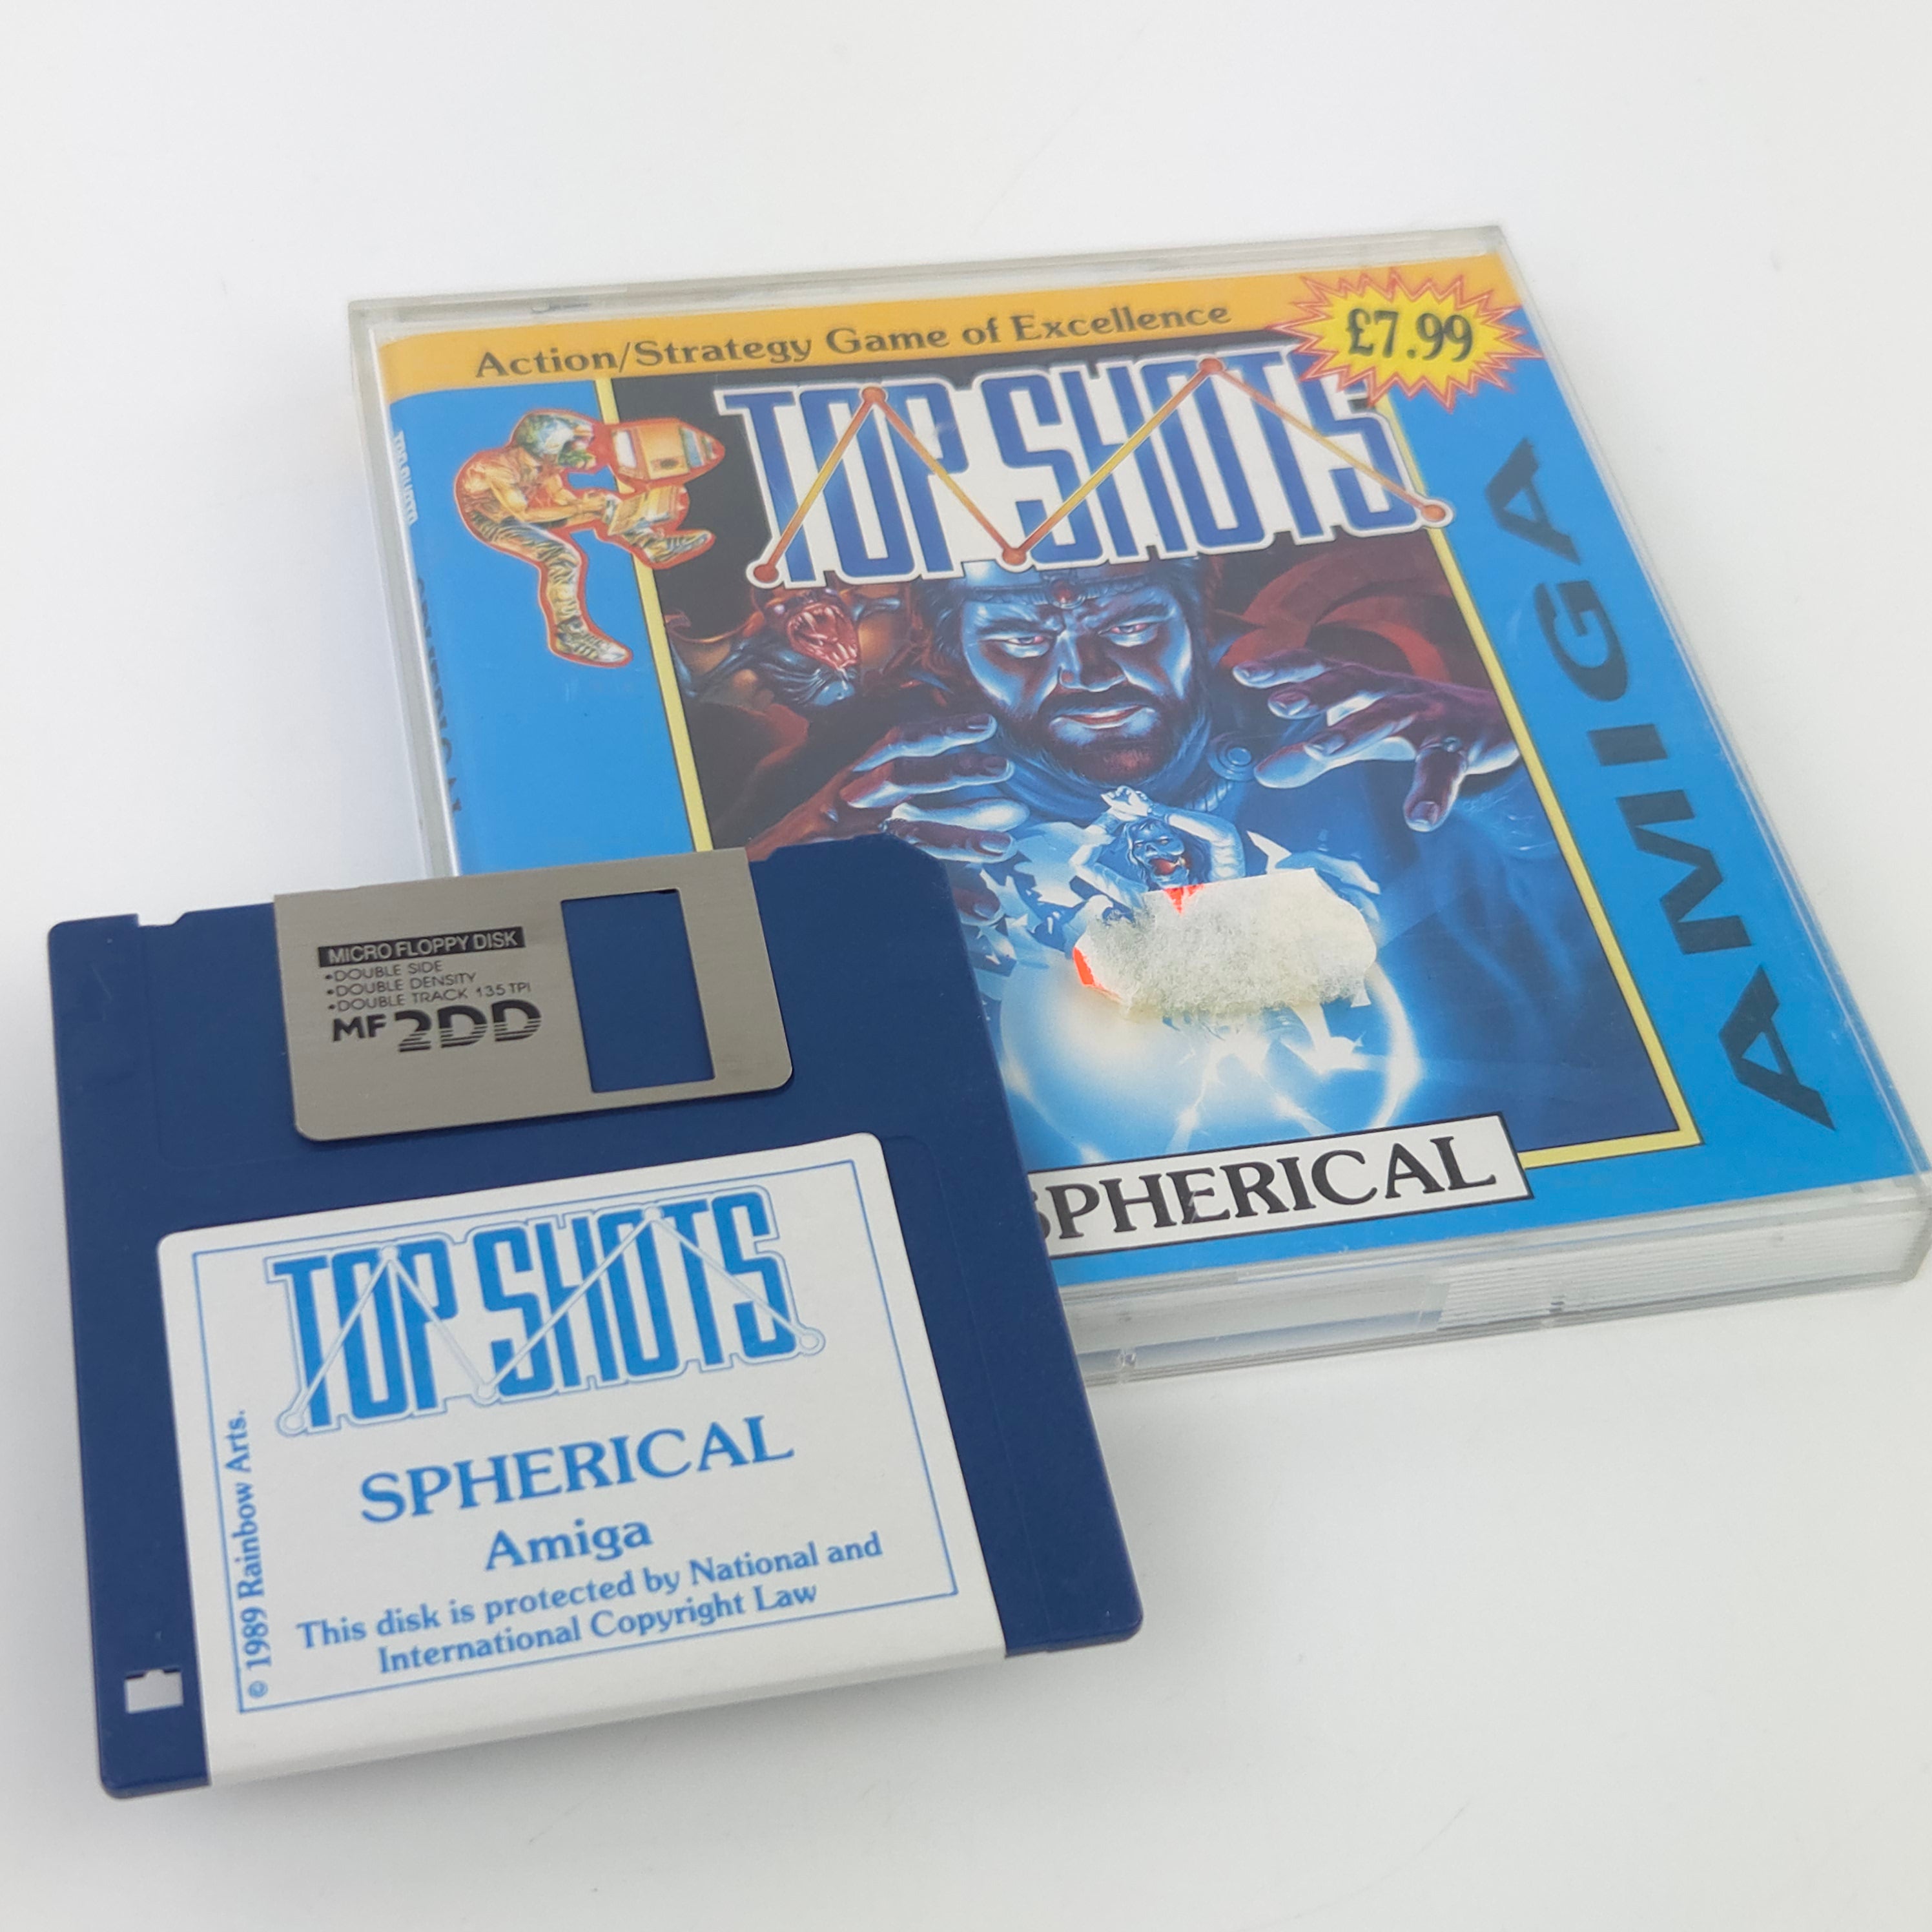 Action/Strategy Game of Excellence
£7.99
TOP SHOTS
AMIGA
SPHERICAL
MICRO FLOPPY DISK
•DOUBLE SIDE
•DOUBLE DENSITY
•DOUBLE TRACK 135 TPI
MF 2DD
TOP SHOTS
SPHERICAL
Amiga
This disk is protected by National and
International Copyright Law
© 1989 Rainbow Arts.